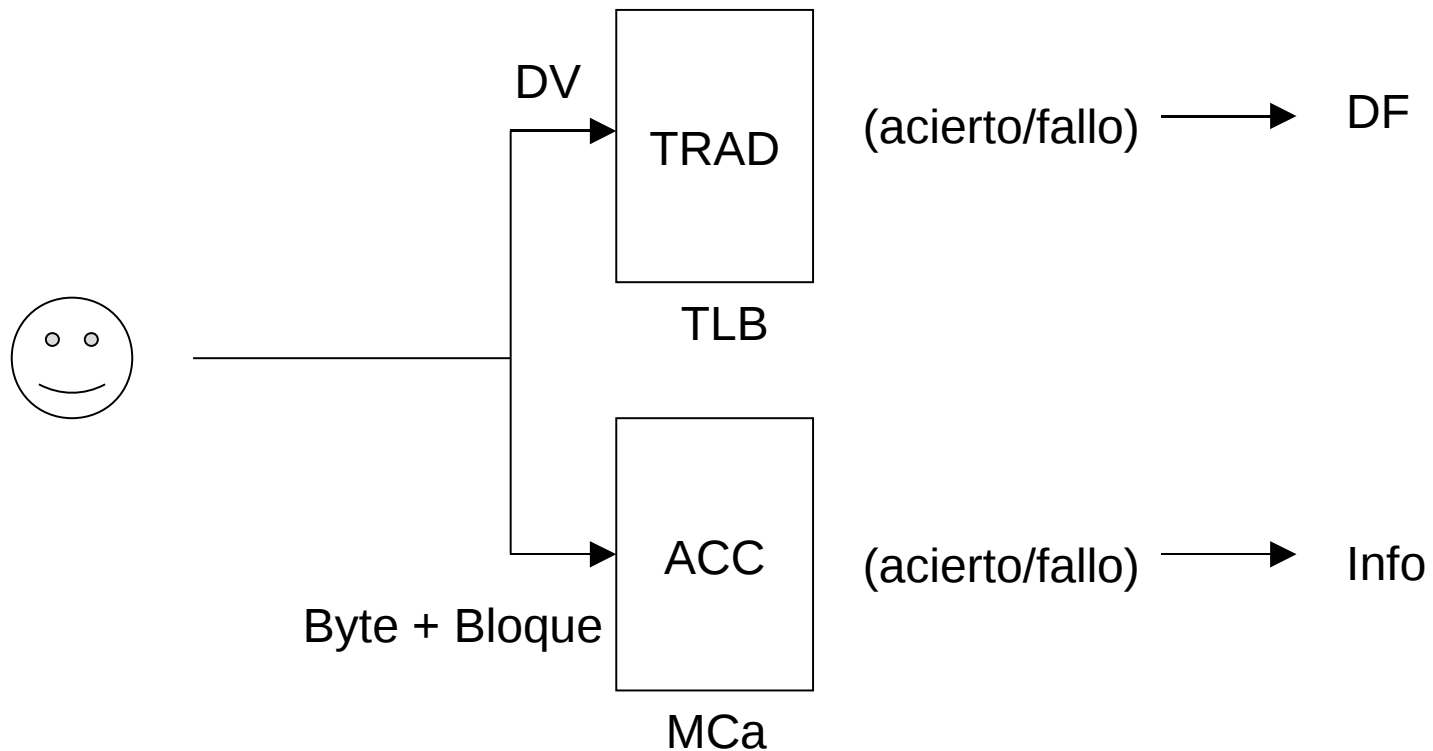 DV
TRAD
(acierto/fallo)
DF
TLB
ACC
(acierto/fallo)
Info
Byte + Bloque
MCa